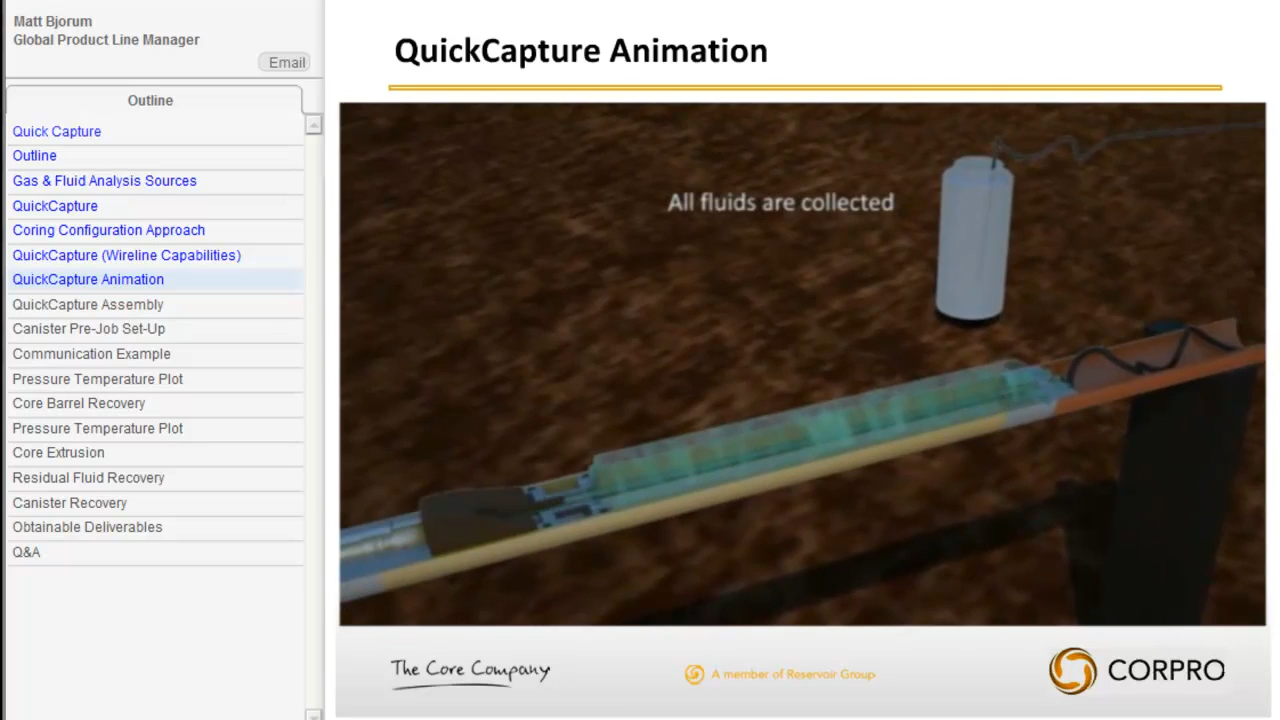 Matt Bjorum
Global Product Line Manager
Email
Outline
Quick Capture
Outline
Gas & Fluid Analysis Sources
QuickCapture
Coring Configuration Approach
QuickCapture (Wireline Capabilities)
QuickCapture Animation
QuickCapture Assembly
Canister Pre-Job Set-Up
Communication Example
Pressure Temperature Plot
Core Barrel Recovery
Pressure Temperature Plot
Core Extrusion
Residual Fluid Recovery
Canister Recovery
Obtainable Deliverables
Q&A
QuickCapture Animation
All fluids are collected
The Core Company
A member of Reservoir Group
CORPRO